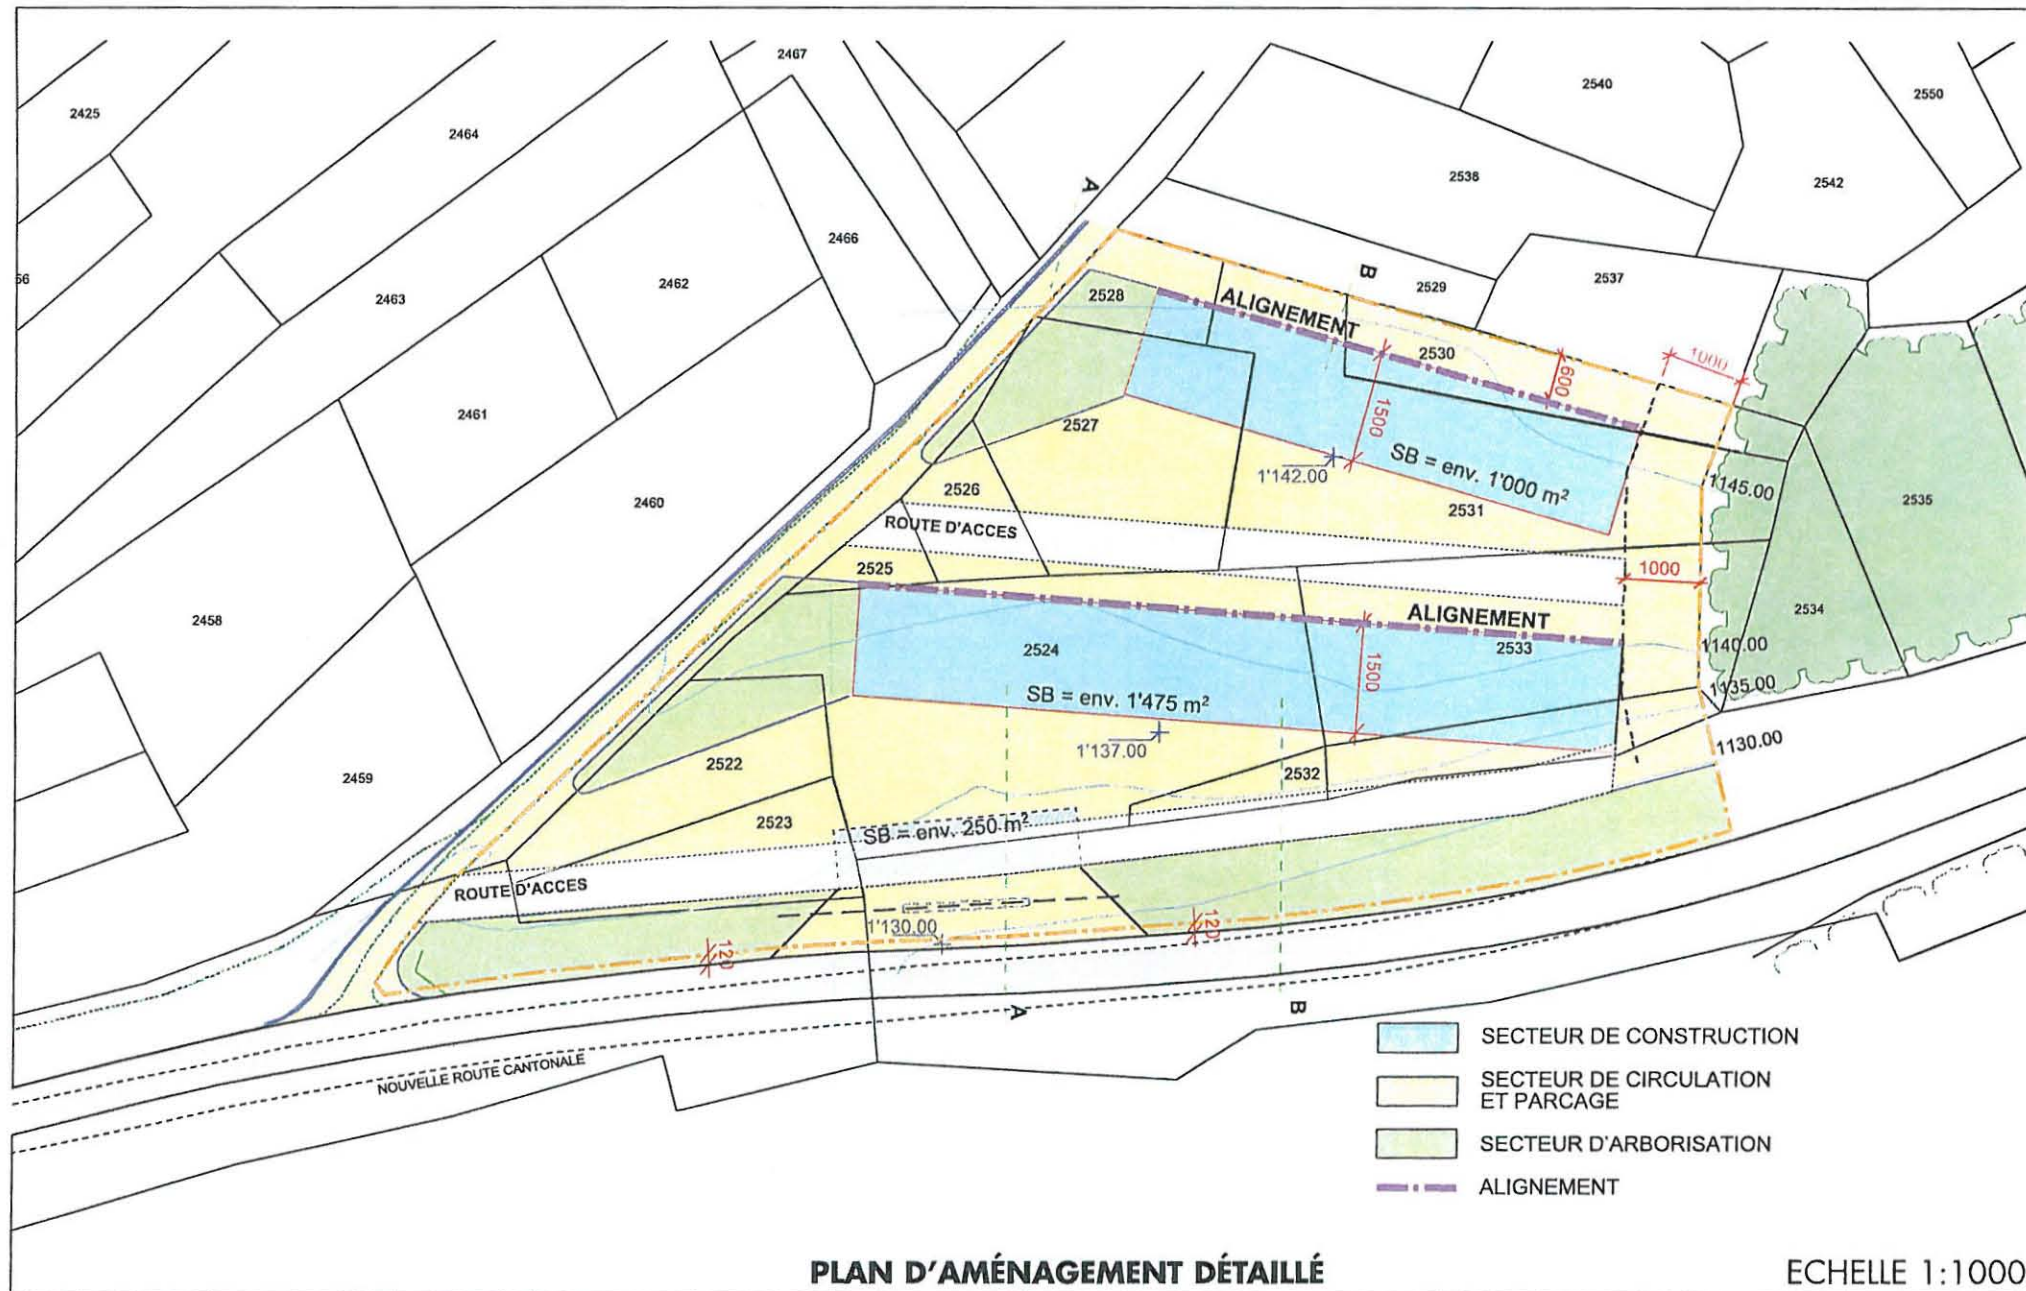 2467
2425
2464
2540
2550
2538
2542
A
2466
56
2463
2462
B
2529
2537
2528
ALIGNEMENT
2530
600
1000
2461
2527
1500
SB = env. 1'000 m²
1'142.00
2460
2526
2531
1145.00
2535
ROUTE D'ACCES
2525
1000
2458
ALIGNEMENT
2534
2524
2533
1140.00
1500
SB = env. 1'475 m²
1135.00
1'137.00
1130.00
2459
2522
2532
2523
SB = env. 250 m²
ROUTE D'ACCES
1'130.00
120
120
A
B
NOUVELLE ROUTE CANTONALE
SECTEUR DE CONSTRUCTION
SECTEUR DE CIRCULATION
ET PARCAGE
SECTEUR D'ARBORISATION
ALIGNEMENT
PLAN D'AMÉNAGEMENT DÉTAILLÉ
ECHELLE 1:1000